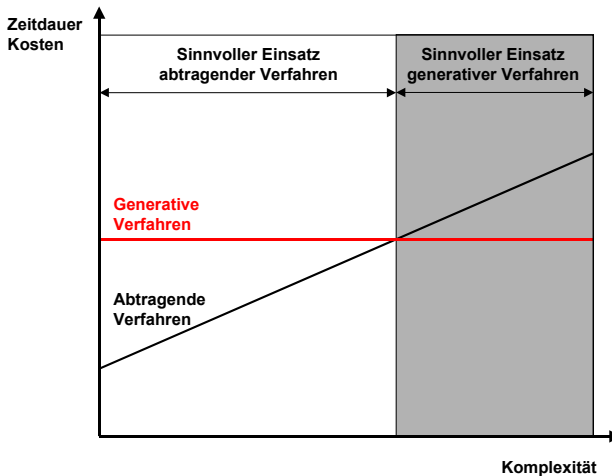 Zeitdauer
Kosten
Sinnvoller Einsatz
abtragender Verfahren
Sinnvoller Einsatz
generativer Verfahren
Generative
Verfahren
Abtragende
Verfahren
Komplexität